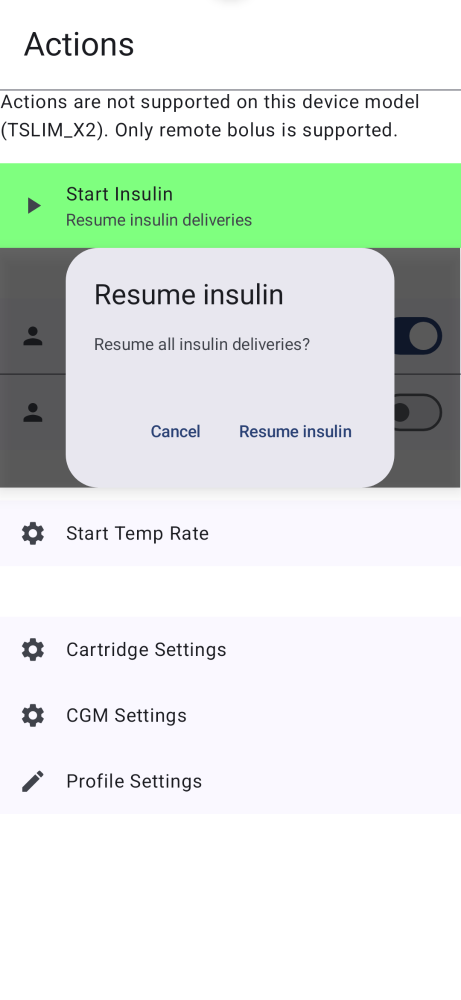 Actions
Actions are not supported on this device model
(TSLIM_X2). Only remote bolus is supported.
Start Insulin
Resume insulin deliveries
Resume insulin
Resume all insulin deliveries?
Cancel
Resume insulin
Start Temp Rate
Cartridge Settings
CGM Settings
Profile Settings